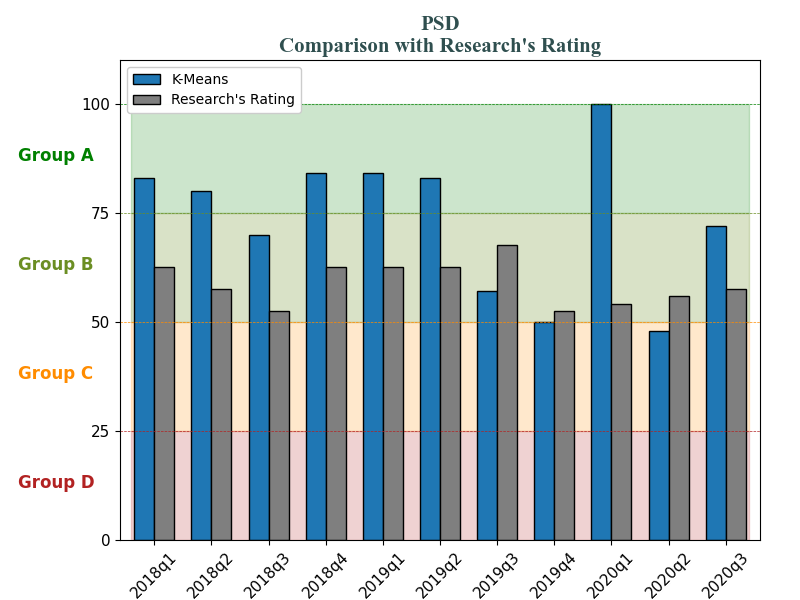 PSD
Comparison with Research's Rating
K-Means
Research's Rating
100
Group A
75
Group B
50
Group C
25
Group D
0
2018q1 2018q2 2018q3 2018q4 2019q1 2019q2 2019q3 2019q4 2020q1 2020q2 2020q3